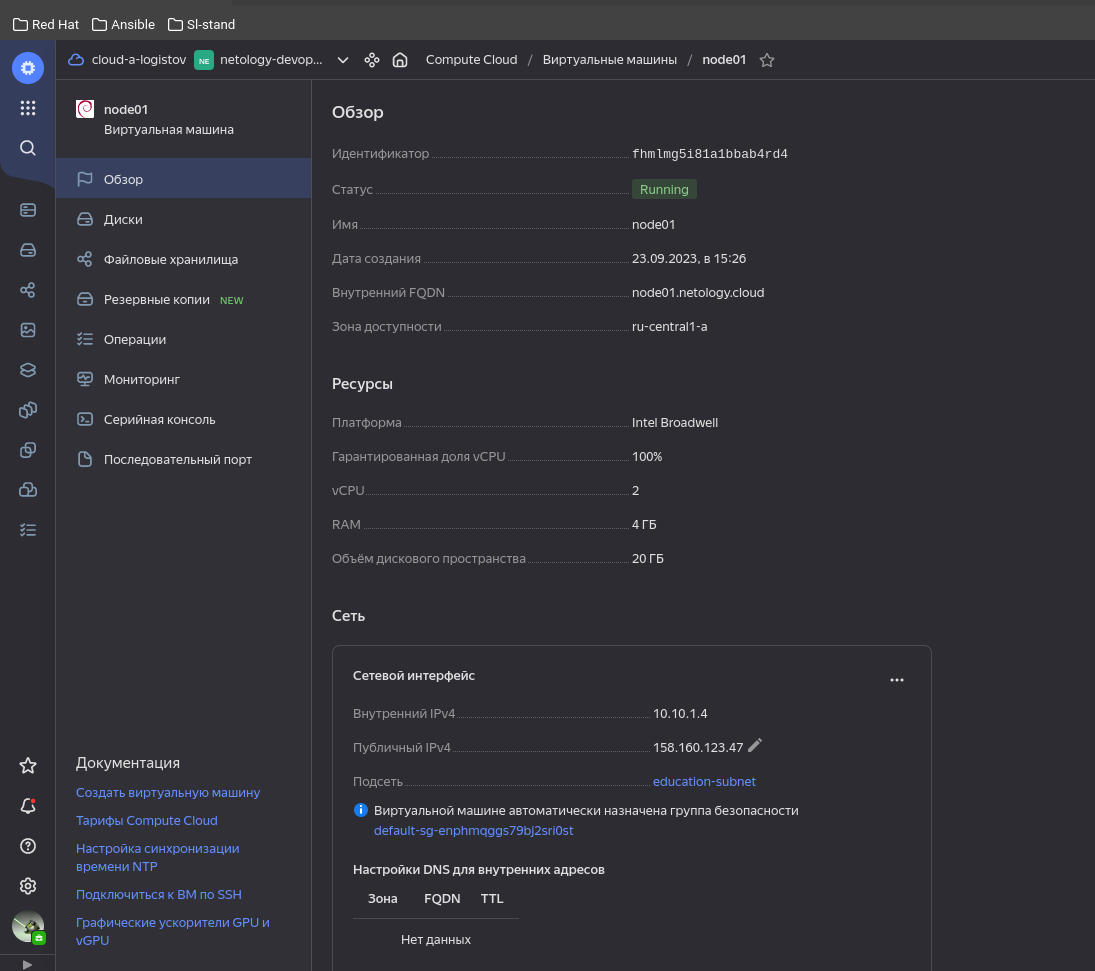 Red Hat Ansible Sl-stand
cloud-a-logistov NE netology-devop... Compute Cloud / Виртуальные машины / node01
node01
Виртуальная машина
Обзор
Диски
Файловые хранилища
Резервные копии NEW
Операции
Мониторинг
Серийная консоль
Последовательный порт
Документация
Создать виртуальную машину
Тарифы Compute Cloud
Настройка синхронизации
времени NTP
Подключиться к ВМ по SSH
Графические ускорители GPU и
vGPU
Обзор
Идентификатор fhmlmg5i81a1bbab4rd4
Статус Running
Имя node01
Дата создания 23.09.2023, в 15:26
Внутренний FQDN node01.netology.cloud
Зона доступности ru-central1-a
Ресурсы
Платформа Intel Broadwell
Гарантированная доля vCPU 100%
vCPU 2
RAM 4 ГБ
Объём дискового пространства 20 ГБ
Сеть
Сетевой интерфейс
Внутренний IPv4 10.10.1.4
Публичный IPv4 158.160.123.47
Подсеть education-subnet
Виртуальной машине автоматически назначена группа безопасности
default-sg-enphmqggs79bj2sri0st
Настройки DNS для внутренних адресов
Зона FQDN TTL
Нет данных